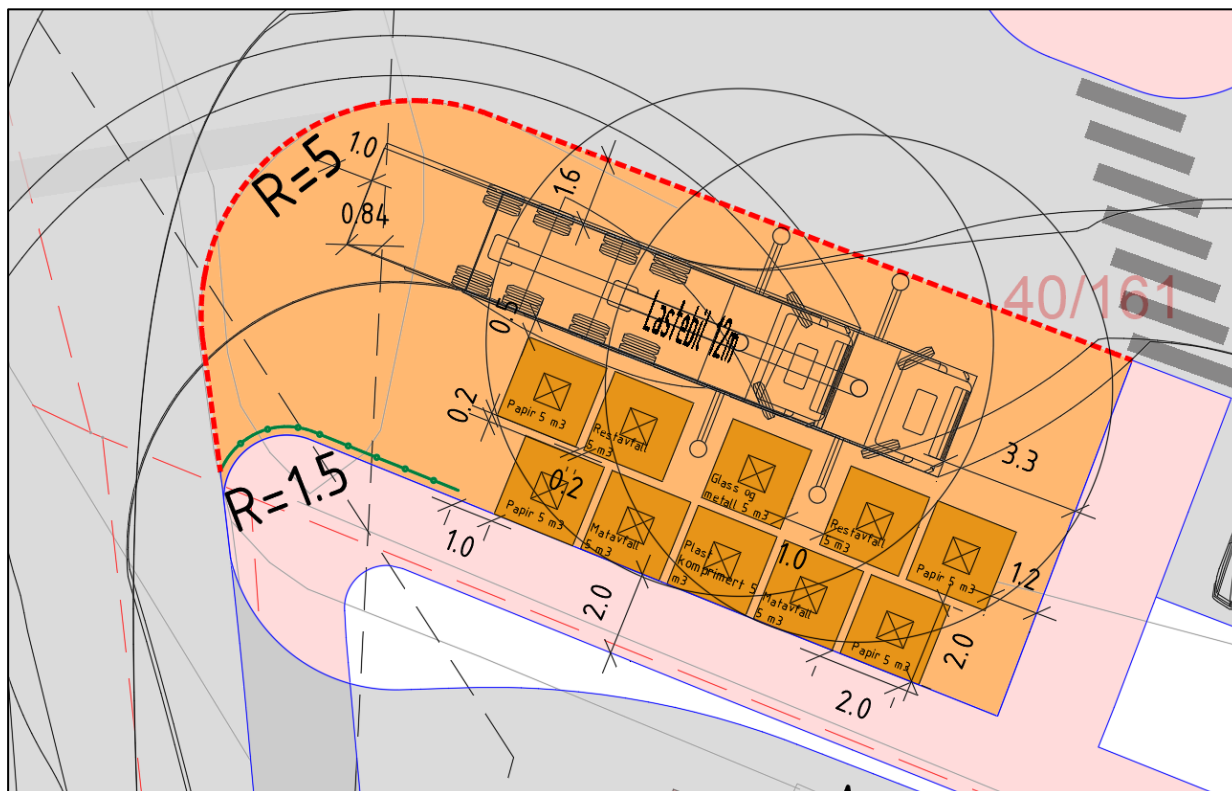 1.0
R=5
1.6
0.84
40/161
0.5
Lastebil 12m
Papir 5 m3
0.2
Restavfall
5 m3
3.3
R=1.5
0.2
Glass og
metall 5 m3
Papir 5 m3
Matavfall
5 m3
Restavfall
5 m3
1.0
Plast
komprimert 5
m3
1.0
Papir 5 m3
1.2
Matavfall
5 m3
2.0
Papir 5 m3
2.0
2.0